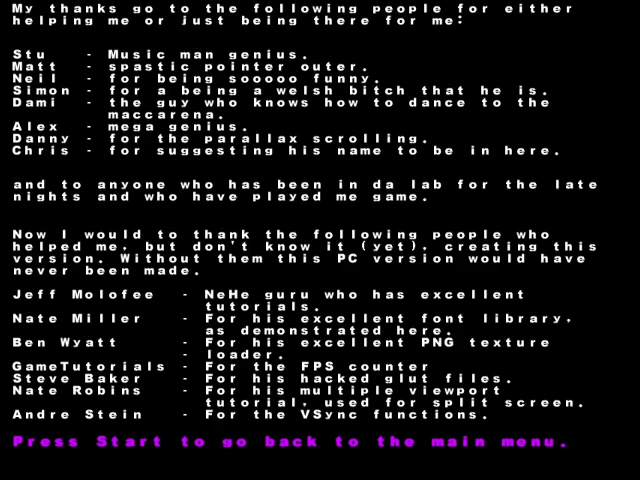 My thanks go to the following people for either
helping me or just being there for me:
Stu - Music man genius.
Matt - spastic pointer outer.
Neil - for being sooooo funny.
Simon - for a being a welsh bitch that he is.
Dami - the guy who knows how to dance to the
maccarena.
Alex - mega genius.
Danny - for the parallax scrolling.
Chris - for suggesting his name to be in here.
and to anyone who has been in da lab for the late
nights and who have played me game.
Now I would to thank the following people who
helped me, but don't know it (yet), creating this
version. Without them this PC version would have
never been made.
Jeff Molofee - NeHe guru who has excellent
tutorials.
Nate Miller - For his excellent font library,
as demonstrated here.
Ben Wyatt - For his excellent PNG texture
- loader.
GameTutorials - For the FPS counter
Steve Baker - For his hacked glut files.
Nate Robins - For his multiple viewport
tutorial, used for split screen.
Andre Stein - For the VSync functions.
Press Start to go back to the main menu.